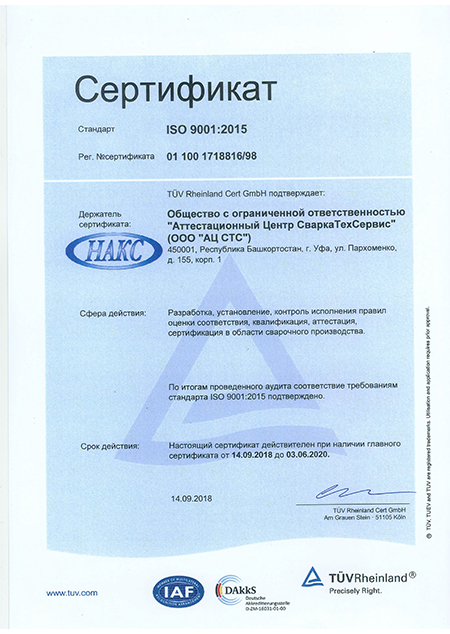 Сертификат
Стандарт ISO 9001:2015
Рег. №сертификата 01 100 1718816/98
TÜV Rheinland Cert GmbH подтверждает:
Держатель сертификата:
НАКС
Общество с ограниченной ответственностью
"Аттестационный Центр СваркаТехСервис"
(ООО "АЦ СТС")
450001, Республика Башкортостан, г. Уфа, ул. Пархоменко,
д. 155, корп. 1
Сфера действия:
Разработка, установление, контроль исполнения правил
оценки соответствия, квалификация, аттестация,
сертификация в области сварочного производства.
По итогам проведенного аудита соответствие требованиям
стандарта ISO 9001:2015 подтверждено.
Срок действия:
Настоящий сертификат действителен при наличии главного
сертификата от 14.09.2018 до 03.06.2020.
14.09.2018
TÜV Rheinland Cert GmbH
Am Grauen Stein · 51105 Köln
® TÜV, TUEV and TUV are registered trademarks. Utilisation and application requires prior approval.
www.tuv.com
IAF
DAkkS
Deutsche
Akkreditierungsstelle
D-ZM-16031-01-00
TÜVRheinland®
Precisely Right.